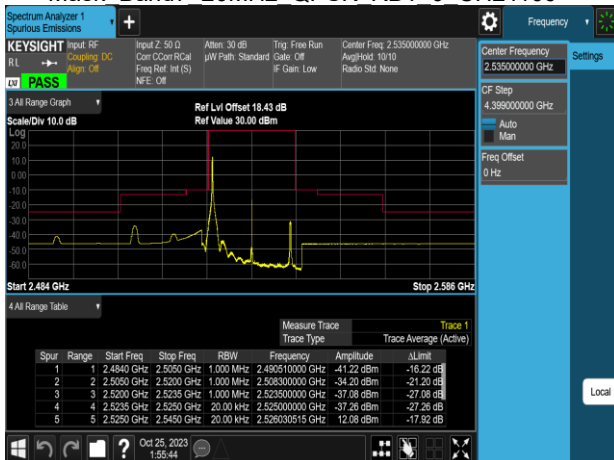 Spectrum Analyzer 1
Spurious Emissions
+
Frequency
KEYSIGHT
RL
PASS
Input: RF
Coupling: DC
Align: Off
Input Z: 50 Ω
Corr CCorr RCal
Freq Ref: Int (S)
NFE: Off
Atten: 30 dB
µW Path: Standard
Trig: Free Run
Gate: Off
IF Gain: Low
Center Freq: 2.535000000 GHz
Avg|Hold: 10/10
Radio Std: None
Center Frequency
2.535000000 GHz
Settings
CF Step
4.399000000 GHz
Auto
Man
Freq Offset
0 Hz
3 All Range Graph
Scale/Div 10.0 dB
Ref Lvl Offset 18.43 dB
Ref Value 30.00 dBm
Log
20.0
10.0
0.00
-10.0
-20.0
-30.0
-40.0
-50.0
-60.0
Start 2.484 GHz
Stop 2.586 GHz
4 All Range Table
Measure Trace Trace 1
Trace Type Trace Average (Active)
Spur Range Start Freq Stop Freq RBW Frequency Amplitude ΔLimit
1 1 2.4840 GHz 2.5050 GHz 1.000 MHz 2.490510000 GHz -41.22 dBm -16.22 dB
2 2 2.5050 GHz 2.5200 GHz 1.000 MHz 2.508300000 GHz -34.20 dBm -21.20 dB
3 3 2.5200 GHz 2.5235 GHz 1.000 MHz 2.523500000 GHz -37.08 dBm -27.08 dB
4 4 2.5235 GHz 2.5250 GHz 20.00 kHz 2.525000000 GHz -37.26 dBm -27.26 dB
5 5 2.5250 GHz 2.5450 GHz 20.00 kHz 2.526030515 GHz 12.08 dBm -17.92 dB
Local
?
Oct 25, 2023
1:55:44